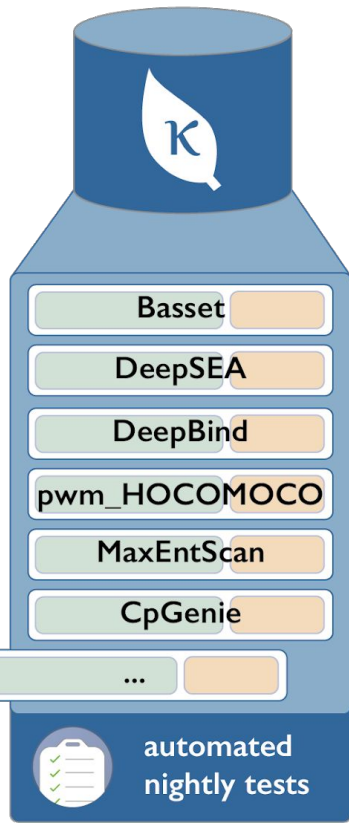 K
Basset
DeepSEA
DeepBind
pwm_HOCOMOCO
MaxEntScan
CpGenie
...
automated
nightly tests